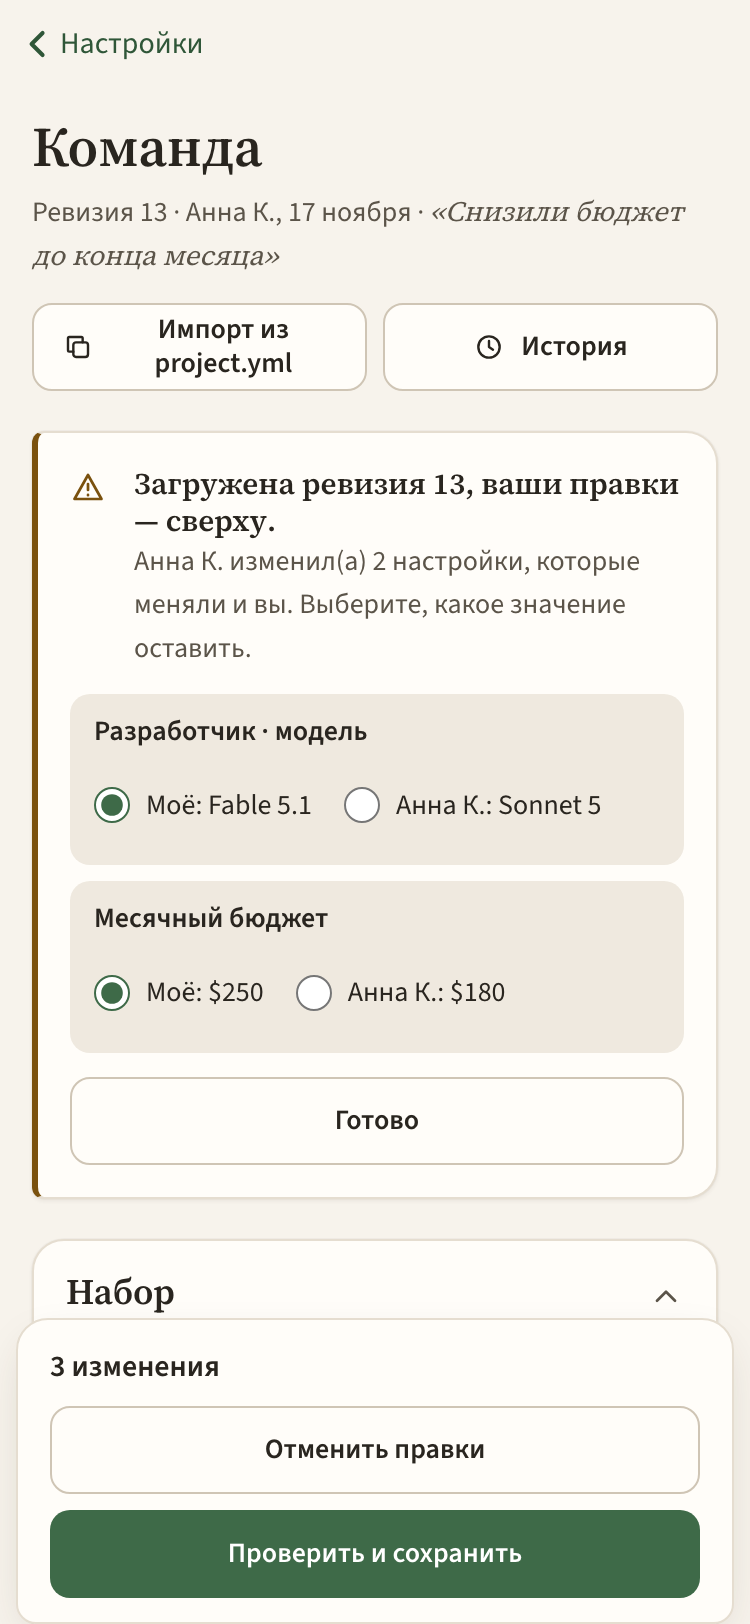 Настройки
Команда
Ревизия 13 · Анна К., 17 ноября · «Снизили бюджет
до конца месяца»
Импорт из
project.yml
История
Загружена ревизия 13, ваши правки
— сверху.
Анна К. изменил(а) 2 настройки, которые
меняли и вы. Выберите, какое значение
оставить.
Разработчик · модель
Моё: Fable 5.1
Анна К.: Sonnet 5
Месячный бюджет
Моё: $250
Анна К.: $180
Готово
Набор
3 изменения
Отменить правки
Проверить и сохранить